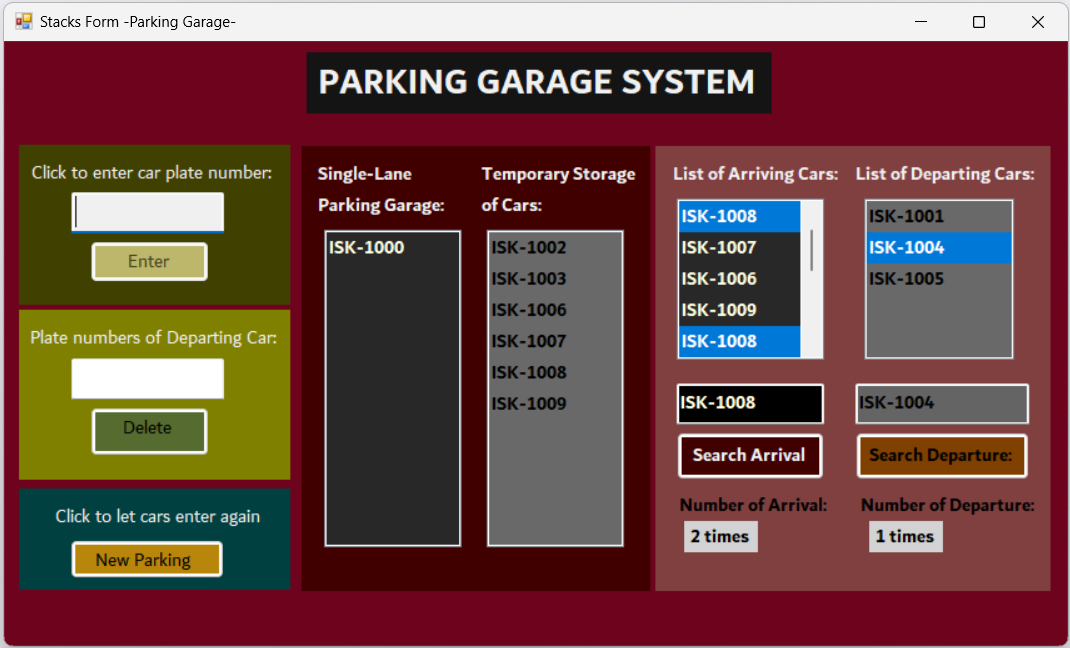 Stacks Form -Parking Garage-
PARKING GARAGE SYSTEM
Click to enter car plate number:
Enter
Plate numbers of Departing Car:
Delete
Click to let cars enter again
New Parking
Single-Lane
Parking Garage:
ISK-1000
Temporary Storage
of Cars:
ISK-1002
ISK-1003
ISK-1006
ISK-1007
ISK-1008
ISK-1009
List of Arriving Cars:
ISK-1008
ISK-1007
ISK-1006
ISK-1009
ISK-1008
ISK-1008
Search Arrival
Number of Arrival:
2 times
List of Departing Cars:
ISK-1001
ISK-1004
ISK-1005
ISK-1004
Search Departure:
Number of Departure:
1 times